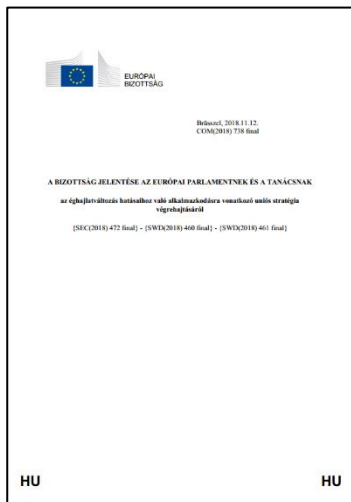 EURÓPAI
BIZOTTSÁG
Brüsszel, 2018.11.12.
COM(2018) 738 final
A BIZOTTSÁG JELENTÉSE AZ EURÓPAI PARLAMENTNEK ÉS A TANÁCSNAK
az éghajlatváltozás hatásaihoz való alkalmazkodásra vonatkozó uniós stratégia
végrehajtásáról
{SEC(2018) 472 final} - {SWD(2018) 460 final} - {SWD(2018) 461 final}
HU HU